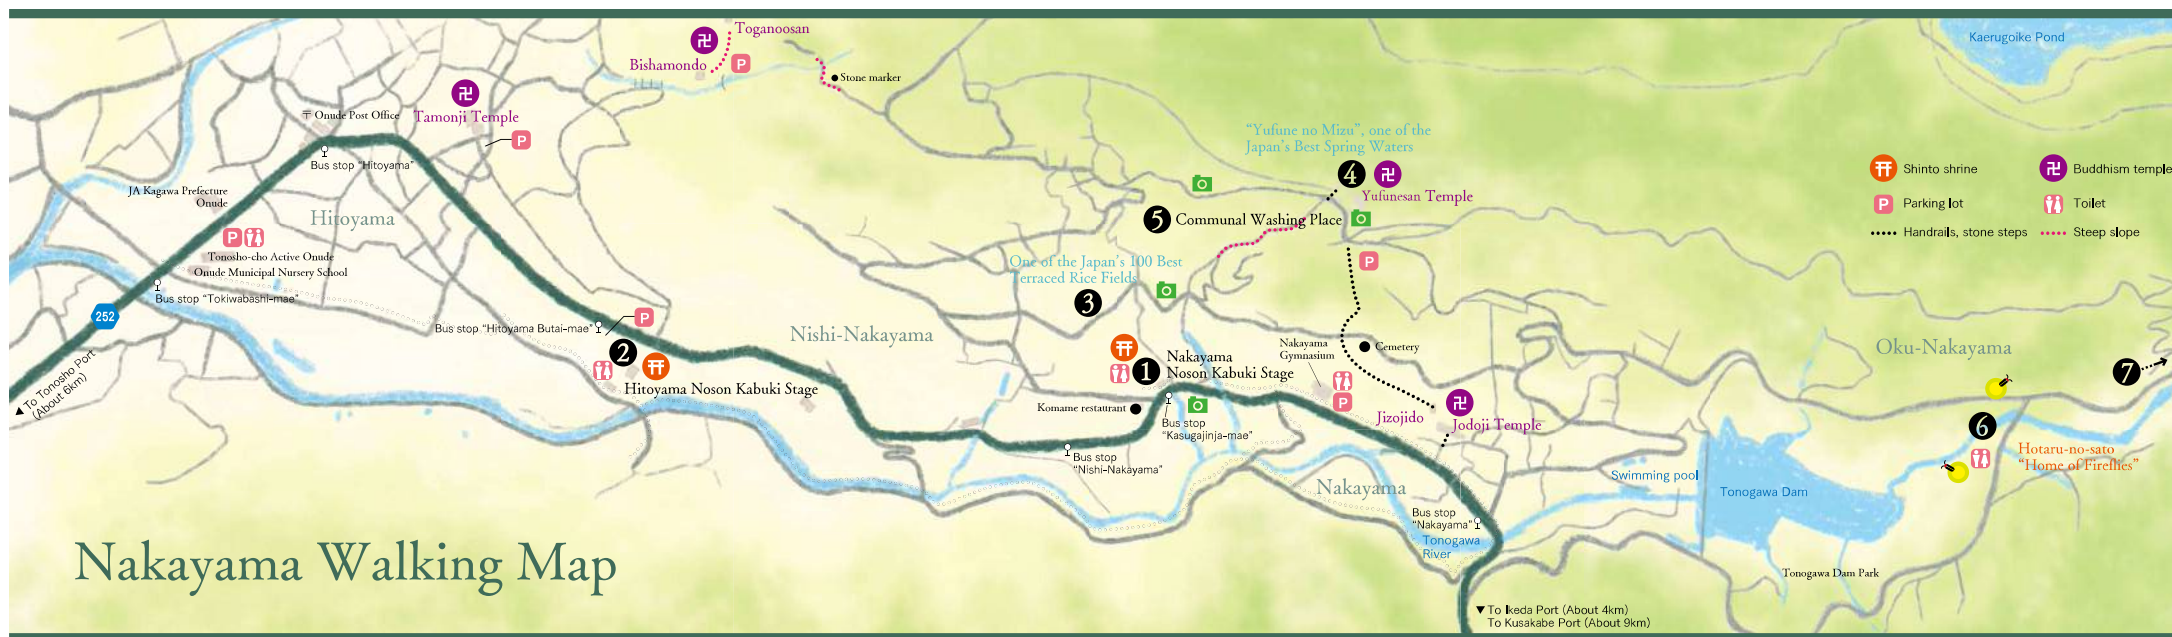 Toganoosan
Bishamondo
P
Stone marker
Kaerugoike Pond
〒 Onude Post Office
Tamonji Temple
P
Bus stop “Hitoyama”
JA Kagawa Prefecture
Onude
Hitoyama
P
Tonosho-cho Active Onude
Onude Municipal Nursery School
Bus stop “Tokiwabashi-mae”
252
To Tonosho Port
(About 6km)
“Yufune no Mizu”, one of the
Japan's Best Spring Waters
4
Yufunesan Temple
5 Communal Washing Place
P
One of the Japan's 100 Best
Terraced Rice Fields
3
Shinto shrine
Buddhism temple
P Parking lot
Toilet
Handrails, stone steps
Steep slope
P
Bus stop “Hitoyama Butai-mae”
2
Hitoyama Noson Kabuki Stage
Nishi-Nakayama
1
Nakayama
Noson Kabuki Stage
Nakayama
Gymnasium
Cemetery
P
Komame restaurant
Bus stop
“Kasugajinja-mae”
Bus stop
“Nishi-Nakayama”
Jizojido
Jodoji Temple
Oku-Nakayama
7
6
Hotaru-no-sato
“Home of Fireflies”
Swimming pool
Tonogawa Dam
Nakayama
Bus stop
“Nakayama”
Tonogawa
River
Tonogawa Dam Park
Nakayama Walking Map
To Ikeda Port (About 4km)
To Kusakabe Port (About 9km)